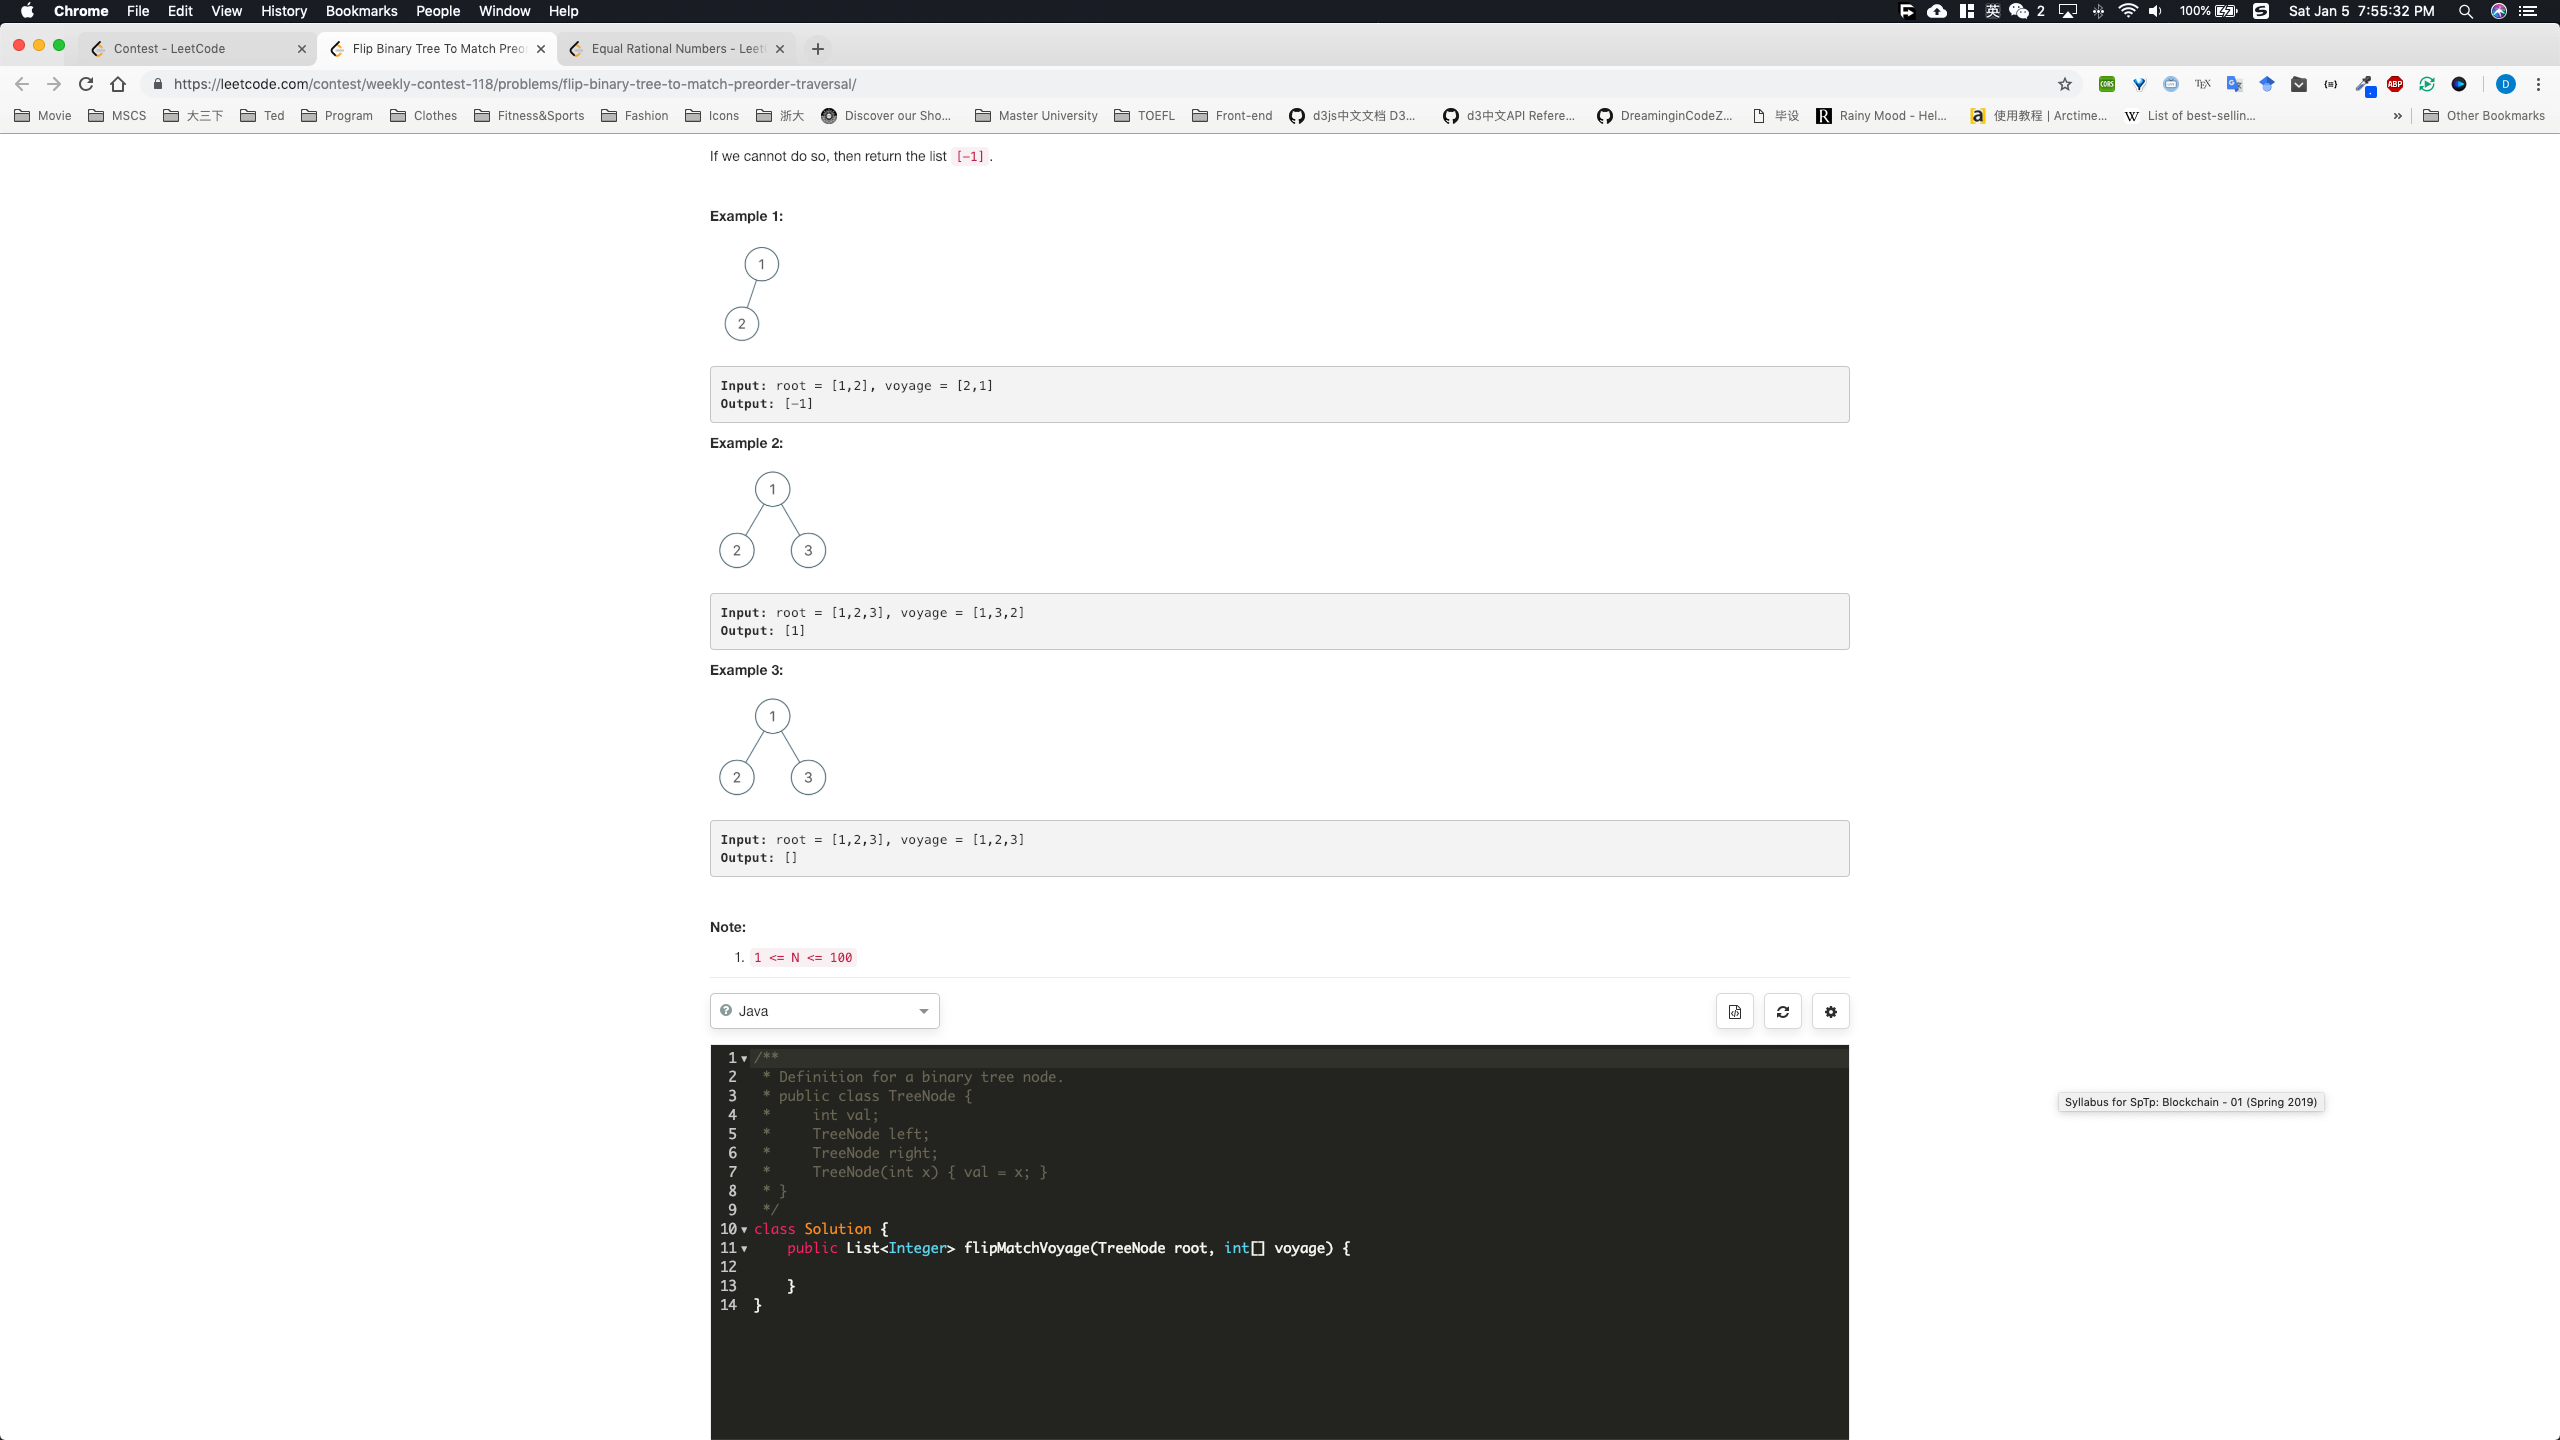 Chrome File Edit View History Bookmarks People Window Help 英 2 100% Sat Jan 5 7:55:32 PM
Contest - LeetCode Flip Binary Tree To Match Preor Equal Rational Numbers - Leet
https://leetcode.com/contest/weekly-contest-118/problems/flip-binary-tree-to-match-preorder-traversal/ CORS TEX ABP D
Movie MSCS 大三下 Ted Program Clothes Fitness&Sports Fashion Icons 浙大 Discover our Sho... Master University TOEFL Front-end d3js中文文档 D3... d3中文API Refere... DreaminginCodeZ... 毕设 R Rainy Mood - Hel... a 使用教程 | Arctime... W List of best-sellin... » Other Bookmarks
If we cannot do so, then return the list [-1].
Example 1:
1
2
Input: root = [1,2], voyage = [2,1]
Output: [-1]
Example 2:
1
2 3
Input: root = [1,2,3], voyage = [1,3,2]
Output: [1]
Example 3:
1
2 3
Input: root = [1,2,3], voyage = [1,2,3]
Output: []
Note:
1. 1 <= N <= 100
Java
1 /**
2 * Definition for a binary tree node.
3 * public class TreeNode {
4 *     int val;
5 *     TreeNode left;
6 *     TreeNode right;
7 *     TreeNode(int x) { val = x; }
8 * }
9 */
10 class Solution {
11     public List<Integer> flipMatchVoyage(TreeNode root, int[] voyage) {
12
13     }
14 }
Syllabus for SpTp: Blockchain - 01 (Spring 2019)